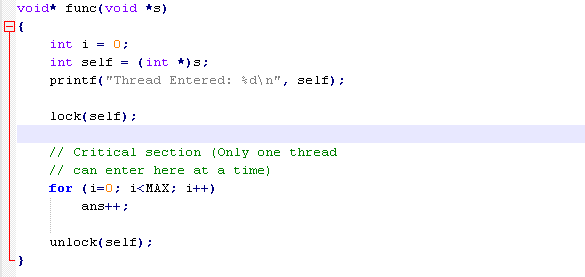 void* func(void *s)
{
int i = 0;
int self = (int *)s;
printf("Thread Entered: %d\n", self);
lock(self);
// Critical section (Only one thread
// can enter here at a time)
for (i=0; i<MAX; i++)
ans++;
unlock(self);
}